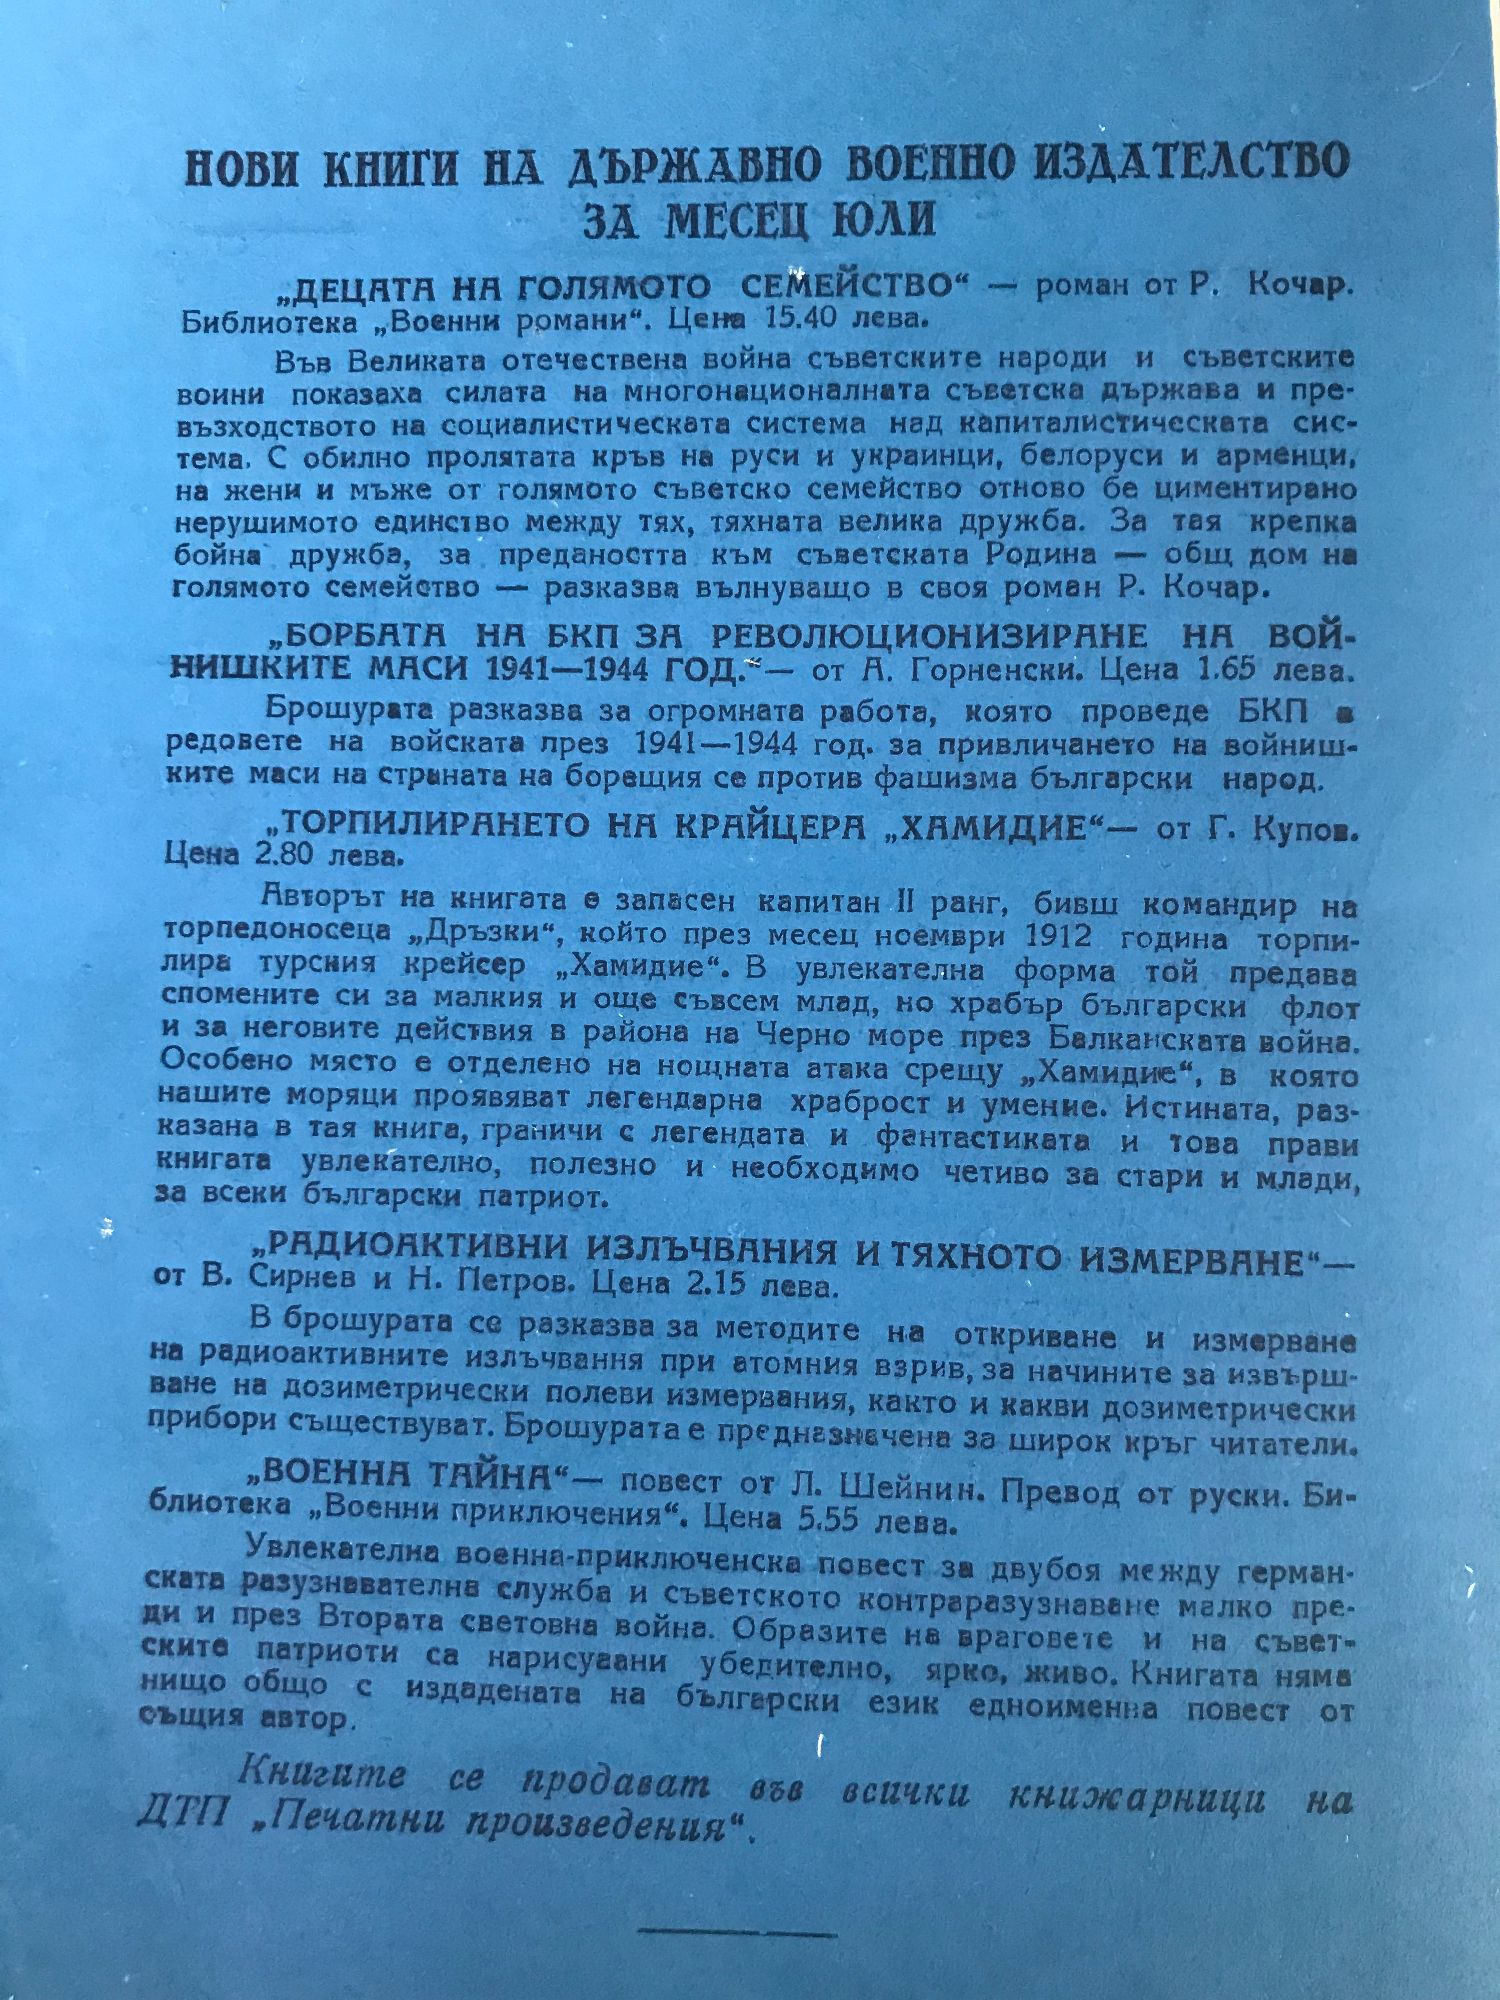 НОВИ КНИГИ НА ДЪРЖАВНО ВОЕННО ИЗДАТЕЛСТВО
ЗА МЕСЕЦ ЮЛИ
„ДЕЦАТА НА ГОЛЯМОТО СЕМЕЙСТВО“ — роман от Р. Кочар.
Библиотека „Военни романи“. Цена 15.40 лева.
Във Великата отечествена война съветските народи и съветските
воини показаха силата на многонационалната съветска държава и пре-
възходството на социалистическата система над капиталистическата сис-
тема. С обилно пролятата кръв на руси и украинци, белоруси и арменци,
на жени и мъже от голямото съветско семейство отново бе циментирано
нерушимото единство между тях, тяхната велика дружба. За тая крепка
бойна дружба, за предаността към съветската Родина — общ дом на
голямото семейство — разказва вълнуващо в своя роман Р. Кочар.
„БОРБАТА НА БКП ЗА РЕВОЛЮЦИОНИЗИРАНЕ НА ВОЙ-
НИШКИТЕ МАСИ 1941—1944 ГОД.“— от А. Горненски. Цена 1.65 лева.
Брошурата разказва за огромната работа, която проведе БКП в
редовете на войската през 1941—1944 год. за привличането на войниш-
ките маси на страната на борещия се против фашизма български народ.
„ТОРПИЛИРАНЕТО НА КРАЙЦЕРА „ХАМИДИЕ“— от Г. Купов.
Цена 2.80 лева.
Авторът на книгата е запасен капитан II ранг, бивш командир на
торпедоносеца „Дръзки“, който през месец ноември 1912 година торпи-
лира турския крейсер „Хамидие“. В увлекателна форма той предава
спомените си за малкия и още съвсем млад, но храбър български флот
и за неговите действия в района на Черно море през Балканската война.
Особено място е отделено на нощната атака срещу „Хамидие“, в която
нашите моряци проявяват легендарна храброст и умение. Истината, раз-
казана в тая книга, граничи с легендата и фантастиката и това прави
книгата увлекателно, полезно и необходимо четиво за стари и млади,
за всеки български патриот.
„РАДИОАКТИВНИ ИЗЛЪЧВАНИЯ И ТЯХНОТО ИЗМЕРВАНЕ“—
от В. Сирнев и Н. Петров. Цена 2.15 лева.
В брошурата се разказва за методите на откриване и измерване
на радиоактивните излъчвання при атомния взрив, за начините за извърш-
ване на дозиметрически полеви измервания, както и какви дозиметрически
прибори съществуват. Брошурата е предназначена за широк кръг читатели.
„ВОЕННА ТАЙНА“— повест от Л. Шейнин. Превод от руски. Би-
блиотека „Военни приключения“. Цена 5.55 лева.
Увлекателна военна-приключенска повест за двубоя между герман-
ската разузнавателна служба и съветското контраразузнаване малко пре-
ди и през Втората световна война. Образите на враговете и на съвет-
ските патриоти са нарисувани убедително, ярко, живо. Книгата няма
нищо общо с издадената на български език едноименна повест от
същия автор.
Книгите се продават във всички книжарници на
ДТП „Печатни произведения“.